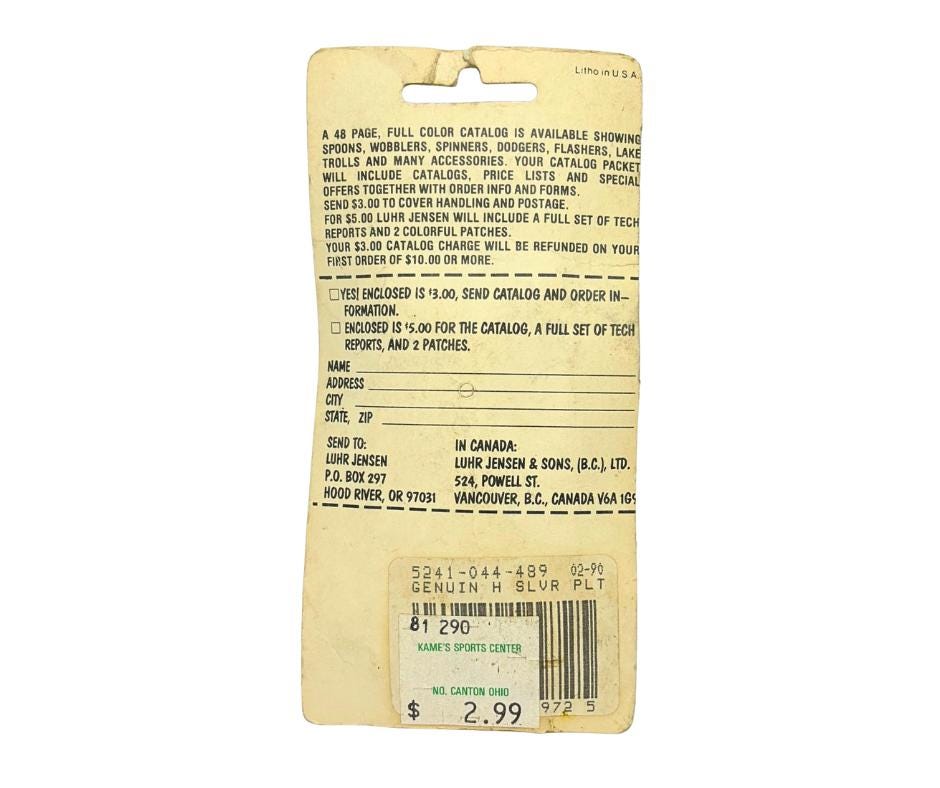 Litho in U.S.A.
A 48 PAGE, FULL COLOR CATALOG IS AVAILABLE SHOWING
SPOONS, WOBBLERS, SPINNERS, DODGERS, FLASHERS, LAKE
TROLLS AND MANY ACCESSORIES. YOUR CATALOG PACKET
WILL INCLUDE CATALOGS, PRICE LISTS AND SPECIAL
OFFERS TOGETHER WITH ORDER INFO AND FORMS.
SEND $3.00 TO COVER HANDLING AND POSTAGE.
FOR $5.00 LUHR JENSEN WILL INCLUDE A FULL SET OF TECH
REPORTS AND 2 COLORFUL PATCHES.
YOUR $3.00 CATALOG CHARGE WILL BE REFUNDED ON YOUR
FIRST ORDER OF $10.00 OR MORE.
YES! ENCLOSED IS $3.00, SEND CATALOG AND ORDER IN-
FORMATION.
ENCLOSED IS $5.00 FOR THE CATALOG, A FULL SET OF TECH
REPORTS, AND 2 PATCHES.
NAME
ADDRESS
CITY
STATE, ZIP
SEND TO:
LUHR JENSEN
P.O. BOX 297
HOOD RIVER, OR 97031
IN CANADA:
LUHR JENSEN & SONS, (B.C.), LTD.
524, POWELL ST.
VANCOUVER, B.C., CANADA V6A 1G9
5241-044-489 02-90
GENUIN H SLVR PLT
81 290
KAME'S SPORTS CENTER
NO. CANTON OHIO
$ 2.99
972 5